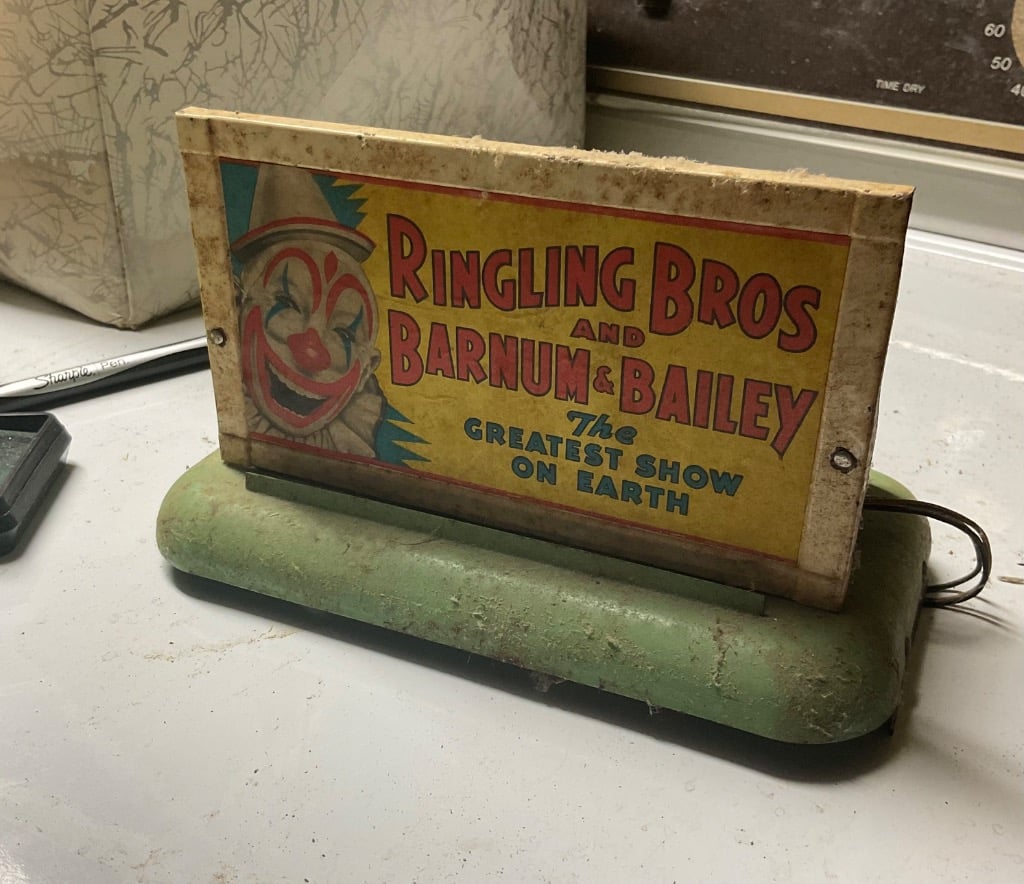 60
50
TIME DRY
RINGLING BROS
AND
BARNUM & BAILEY
The
GREATEST SHOW
ON EARTH
Sharpie Pen